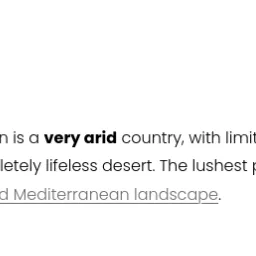 n is a very arid country, with limit
letely lifeless desert. The lushest p
d Mediterranean landscape.